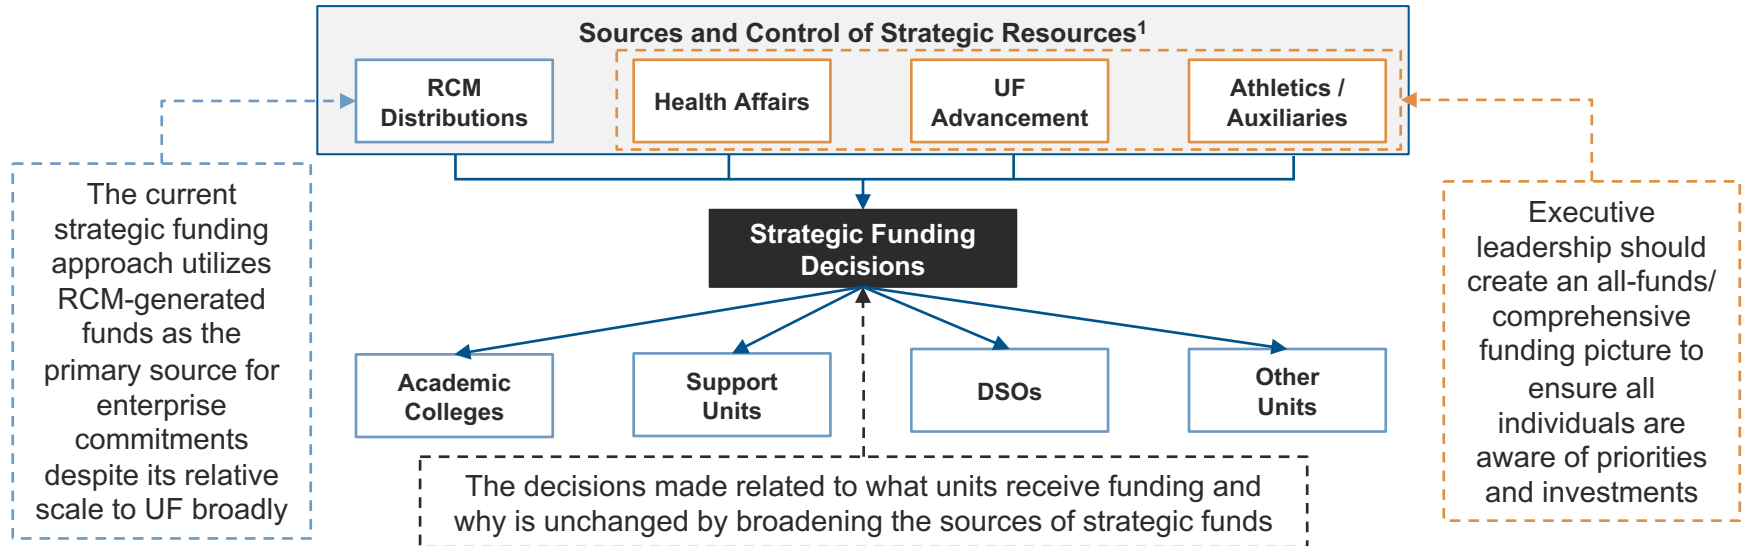 Sources and Control of Strategic Resources¹
RCM
Distributions
Health Affairs
UF
Advancement
Athletics /
Auxiliaries
The current
strategic funding
approach utilizes
RCM-generated
funds as the
primary source for
enterprise
commitments
despite its relative
scale to UF broadly
Strategic Funding
Decisions
Executive
leadership should
create an all-funds/
comprehensive
funding picture to
ensure all
individuals are
aware of priorities
and investments
Academic
Colleges
Support
Units
DSOs
Other
Units
The decisions made related to what units receive funding and
why is unchanged by broadening the sources of strategic funds